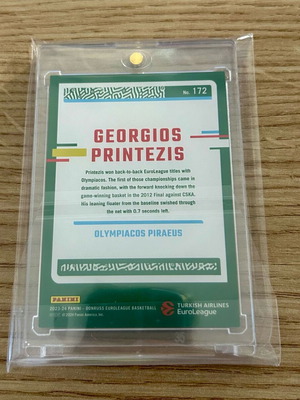 No. 172
GEORGIOS
PRINTEZIS
Printezis won back-to-back EuroLeague titles with
Olympiacos. The first of those championships came in
dramatic fashion, with the forward knocking down the
game-winning basket in the 2012 Final against CSKA.
His leaning floater from the baseline swished through
the net with 0.7 seconds left.
OLYMPIACOS PIRAEUS
PANINI
2023-24 PANINI - DONRUSS EUROLEAGUE BASKETBALL
TURKISH AIRLINES
EuroLeague